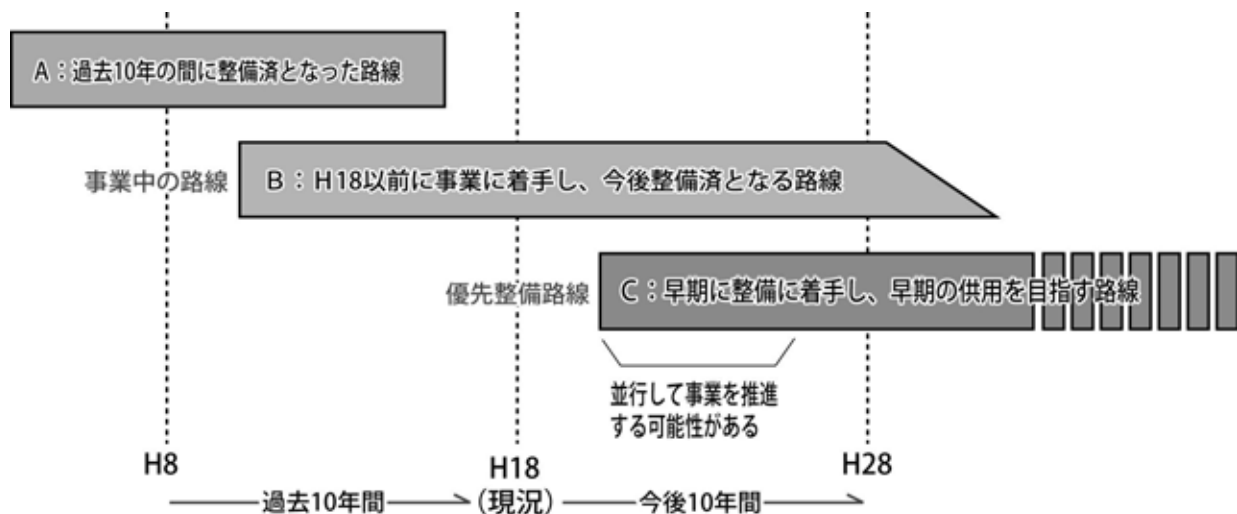 A：過去10年の間に整備済となった路線
事業中の路線
B：H18以前に事業に着手し、今後整備済となる路線
優先整備路線
C：早期に整備に着手し、早期の供用を目指す路線
並行して事業を推進
する可能性がある
H8
H18
(現況)
H28
過去10年間
今後10年間